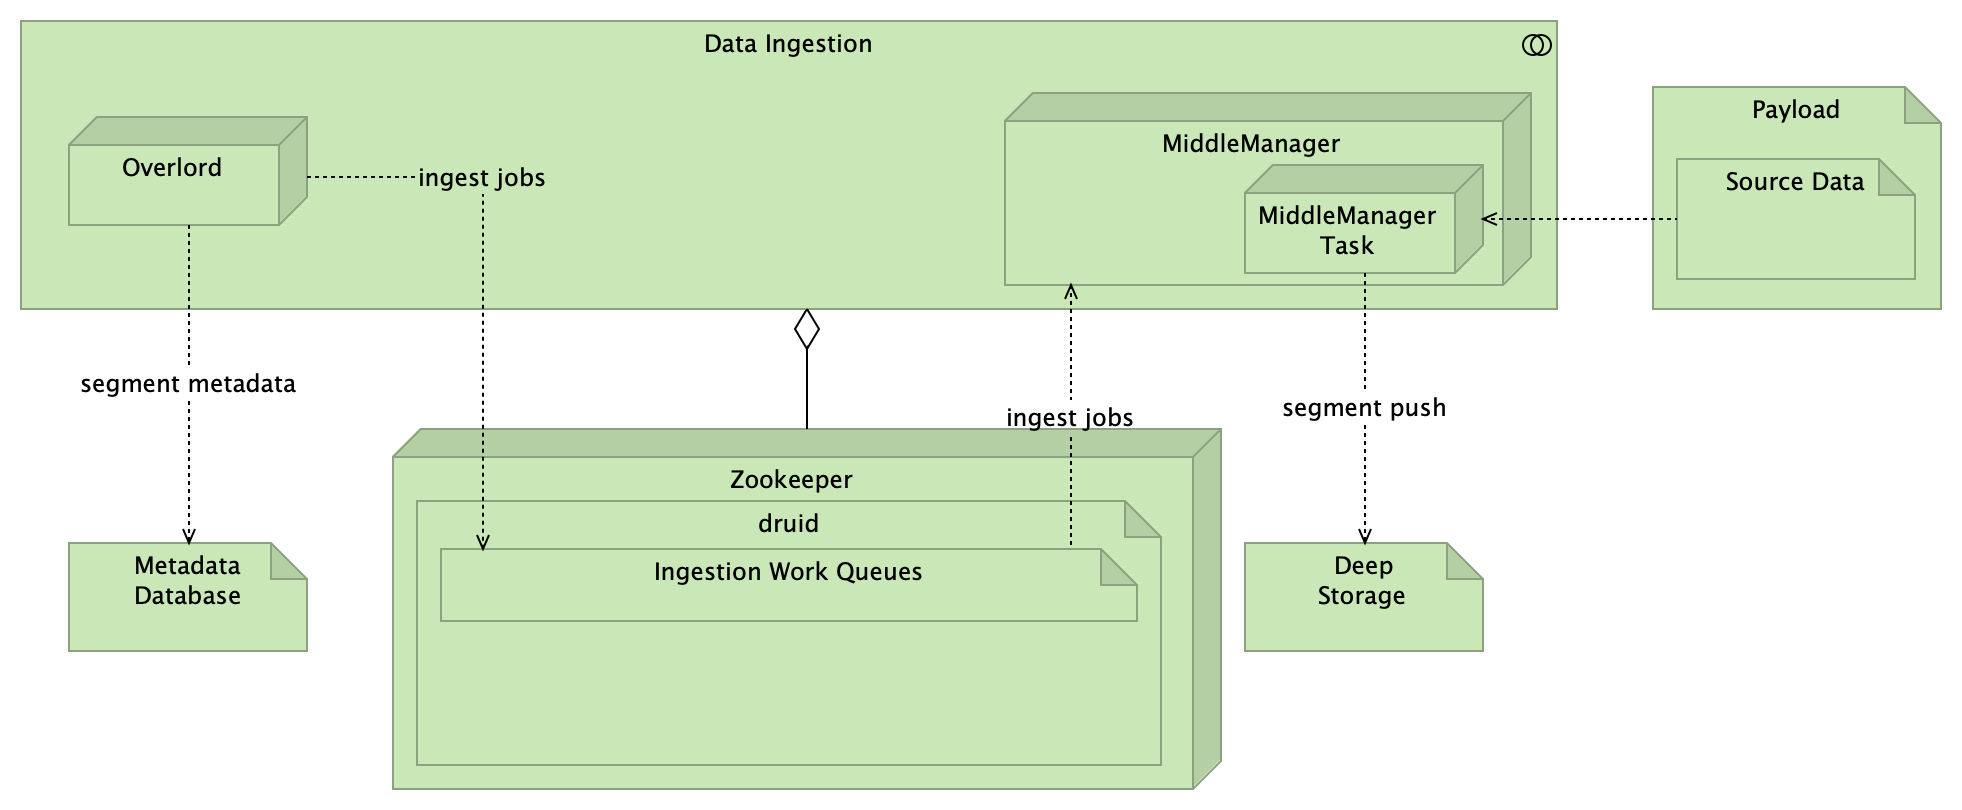 Data Ingestion
Overlord
ingest jobs
MiddleManager
MiddleManager
Task
Payload
Source Data
segment metadata
ingest jobs
segment push
Zookeeper
druid
Ingestion Work Queues
Metadata
Database
Deep
Storage